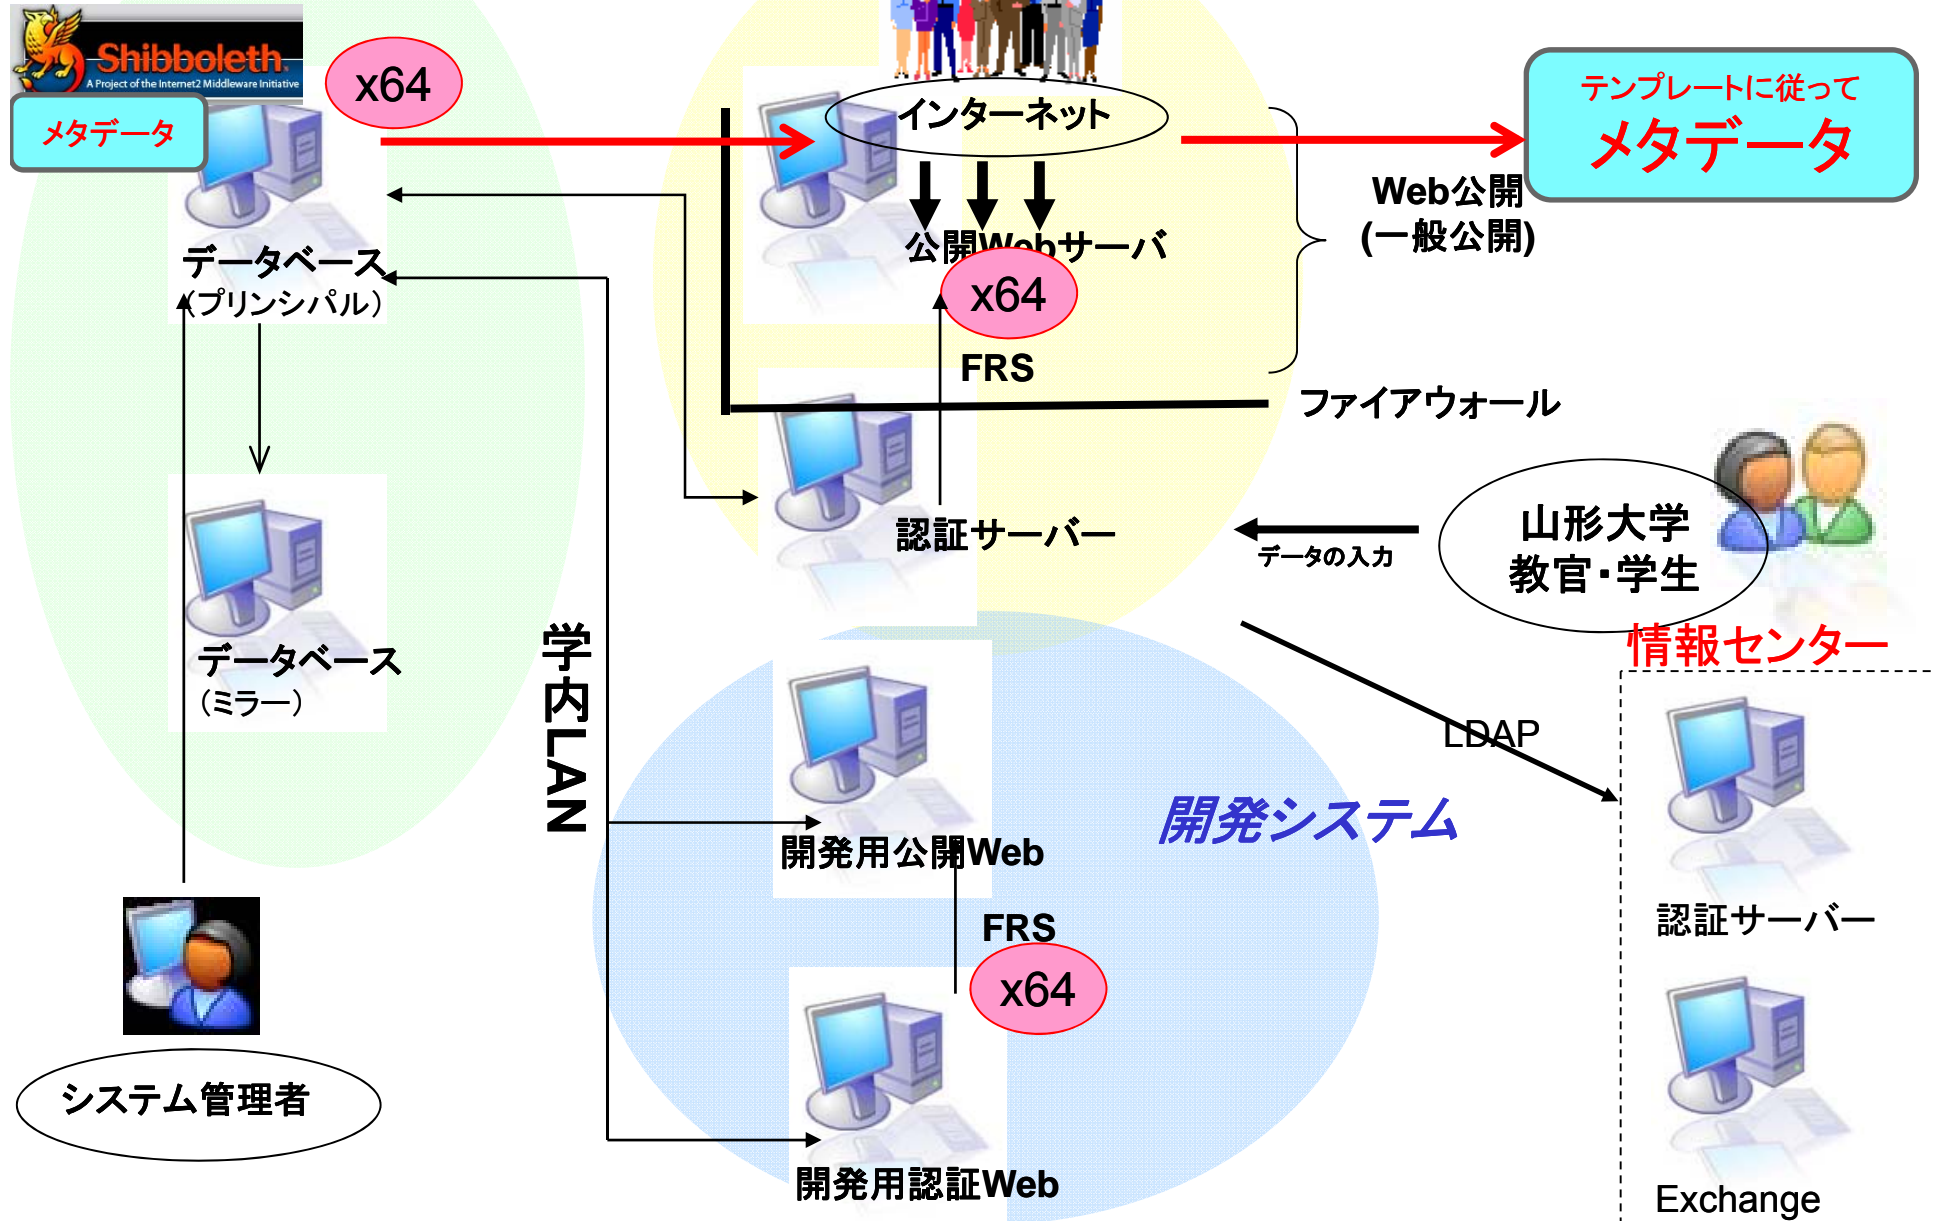 Shibboleth.
A Project of the Internet2 Middleware Initiative
メタデータ
x64
インターネット
テンプレートに従って
メタデータ
Web公開
(一般公開)
公開Webサーバ
x64
データベース
（プリンシパル）
FRS
ファイアウォール
認証サーバー
データの入力
山形大学
教官・学生
情報センター
データベース
（ミラー）
学内LAN
LDAP
開発システム
開発用公開Web
FRS
x64
認証サーバー
システム管理者
開発用認証Web
Exchange